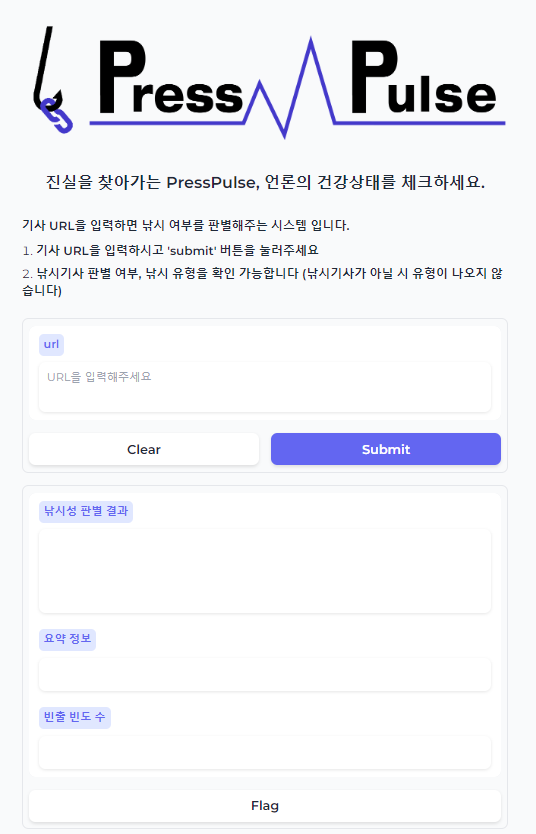 Press Pulse
진실을 찾아가는 PressPulse, 언론의 건강상태를 체크하세요.
기사 URL을 입력하면 낚시 여부를 판별해주는 시스템 입니다.
1. 기사 URL을 입력하시고 'submit' 버튼을 눌러주세요
2. 낚시기사 판별 여부, 낚시 유형을 확인 가능합니다 (낚시기사가 아닐 시 유형이 나오지 않
습니다)
url
URL을 입력해주세요
Clear
Submit
낚시성 판별 결과
요약 정보
빈출 빈도 수
Flag